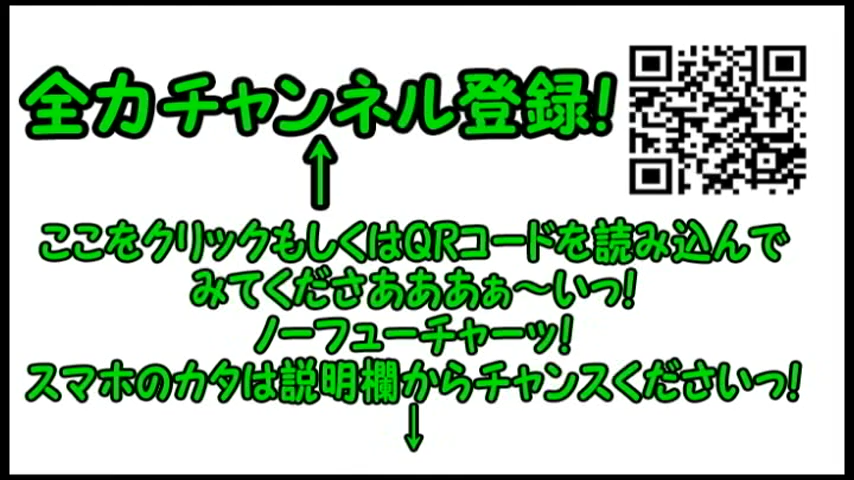 全力チャンネル登録!
↑
ここをクリックもしくはQRコードを読み込んで
みてくださあああぁ〜いっ!
ノーフューチャーッ!
スマホのカタは説明欄からチャンスくださいっ!
↓